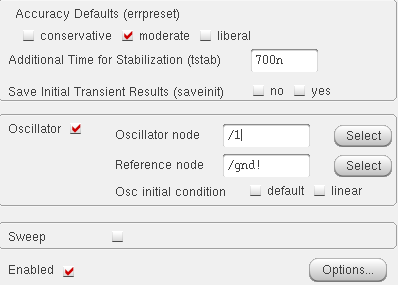 Accuracy Defaults (errpreset)
conservative moderate liberal
Additional Time for Stabilization (tstab) 700n
Save Initial Transient Results (saveinit) no yes
Oscillator Oscillator node /1 Select
Reference node /gnd! Select
Osc initial condition default linear
Sweep
Enabled Options...